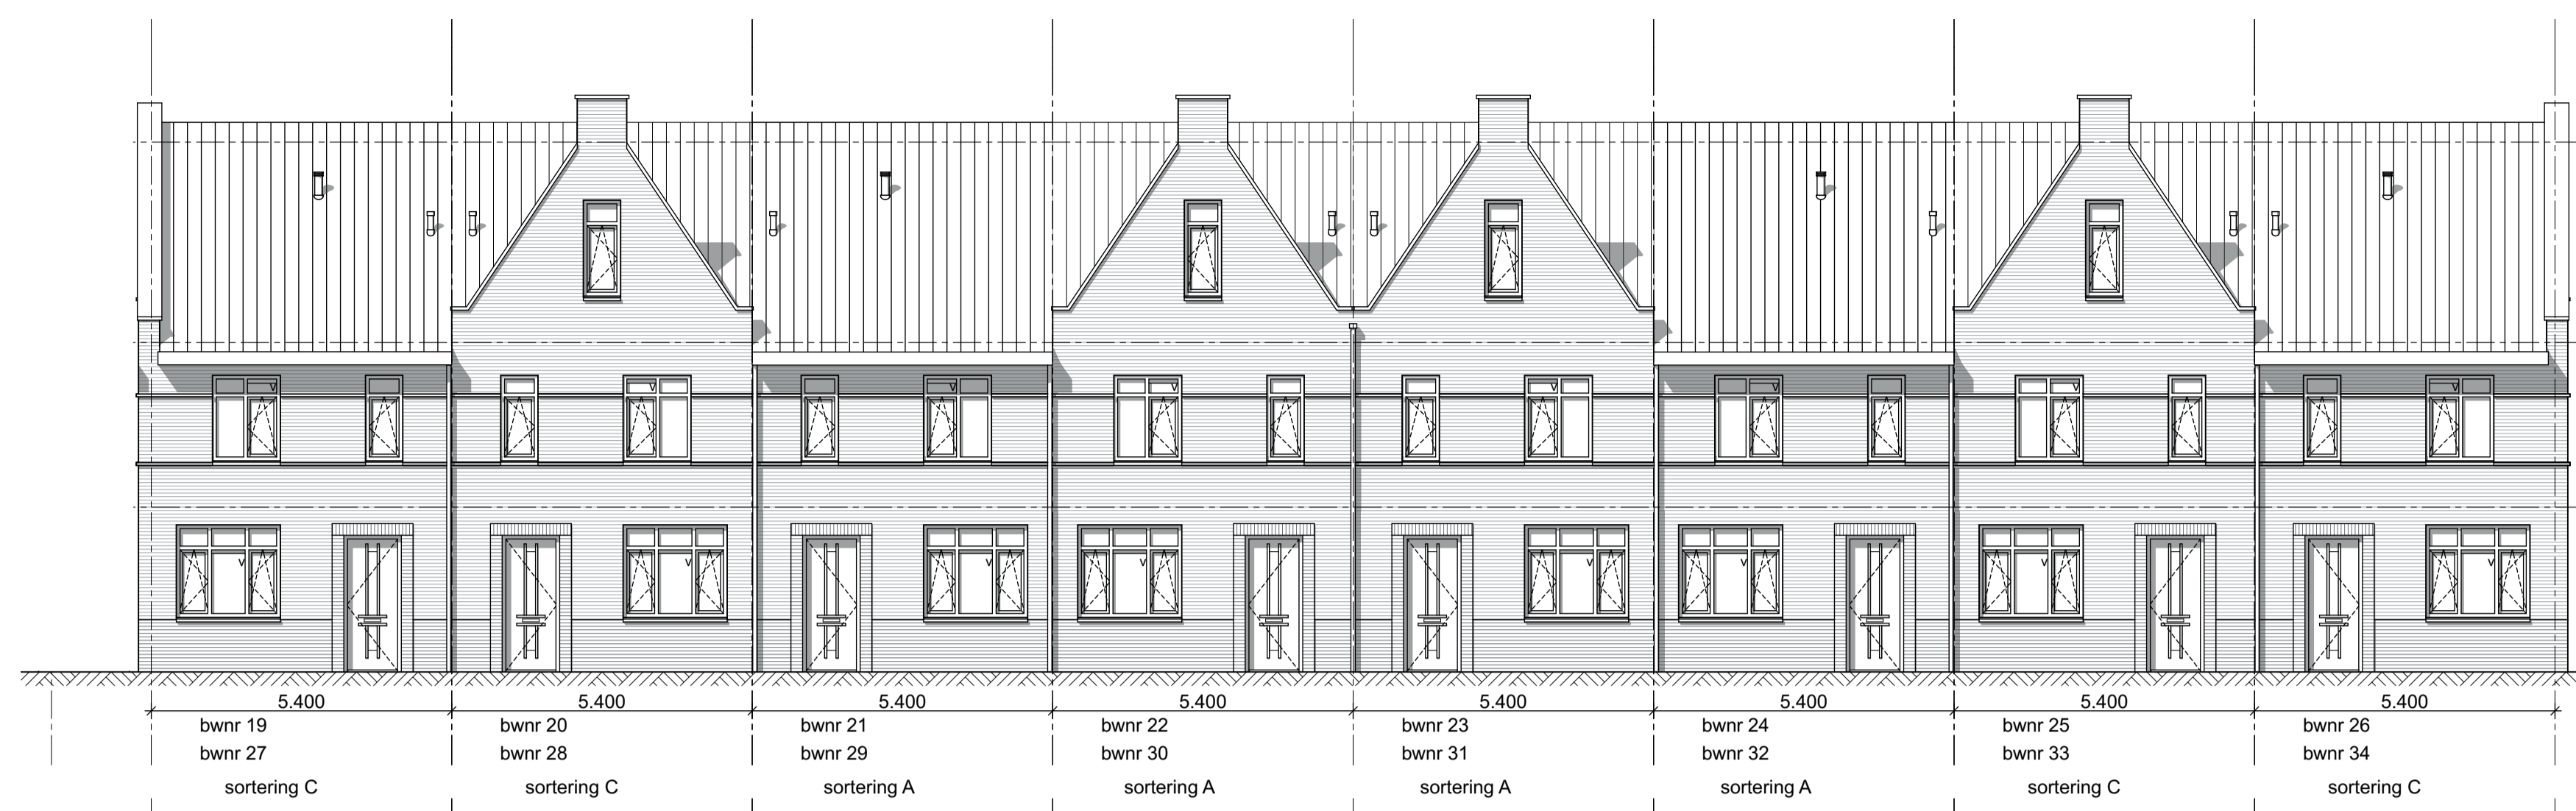 5.400 5.400 5.400 5.400 5.400 5.400 5.400 5.400
bwnr 19 bwnr 20 bwnr 21 bwnr 22 bwnr 23 bwnr 24 bwnr 25 bwnr 26
bwnr 27 bwnr 28 bwnr 29 bwnr 30 bwnr 31 bwnr 32 bwnr 33 bwnr 34
sortering C sortering C sortering A sortering A sortering A sortering A sortering C sortering C